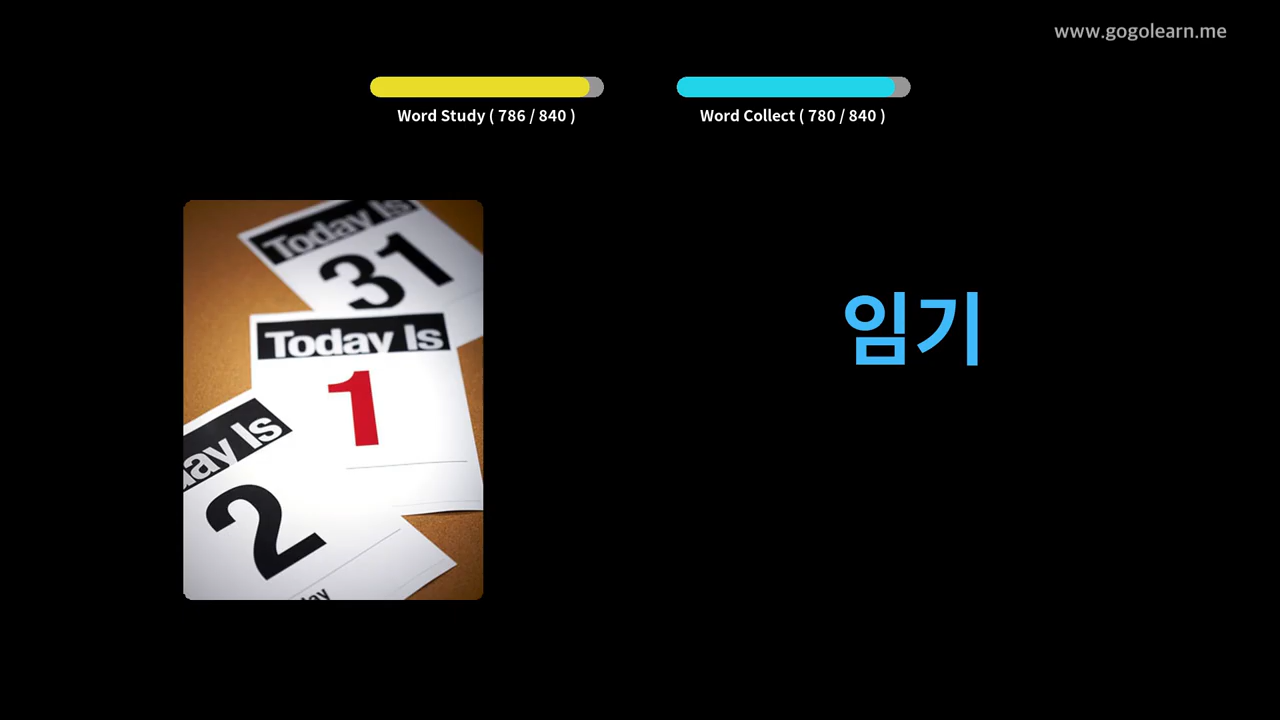 www.gogolearn.me
Word Study ( 786 / 840 )
Word Collect ( 780 / 840 )
Today Is
31
Today Is
1
ay Is
2
ay
임기